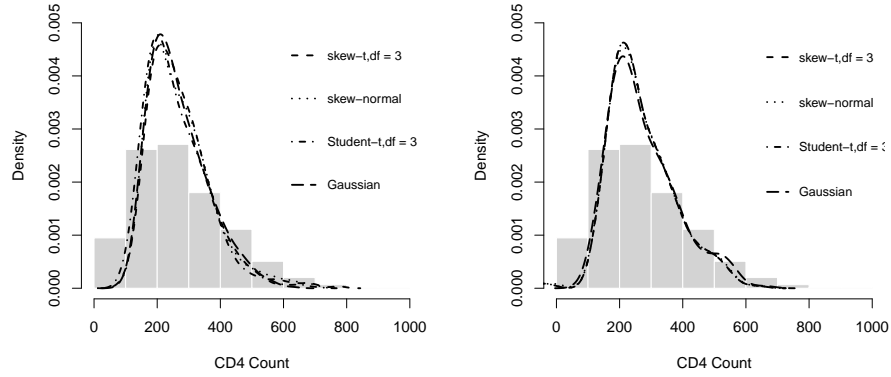 0.005
0.004
0.003
0.002
0.001
0.000
Density
0 200 400 600 800 1000
CD4 Count
skew−t,df = 3
skew−normal
Student−t,df = 3
Gaussian
0.005
0.004
0.003
0.002
0.001
0.000
Density
0 200 400 600 800 1000
CD4 Count
skew−t,df = 3
skew−normal
Student−t,df = 3
Gaussian